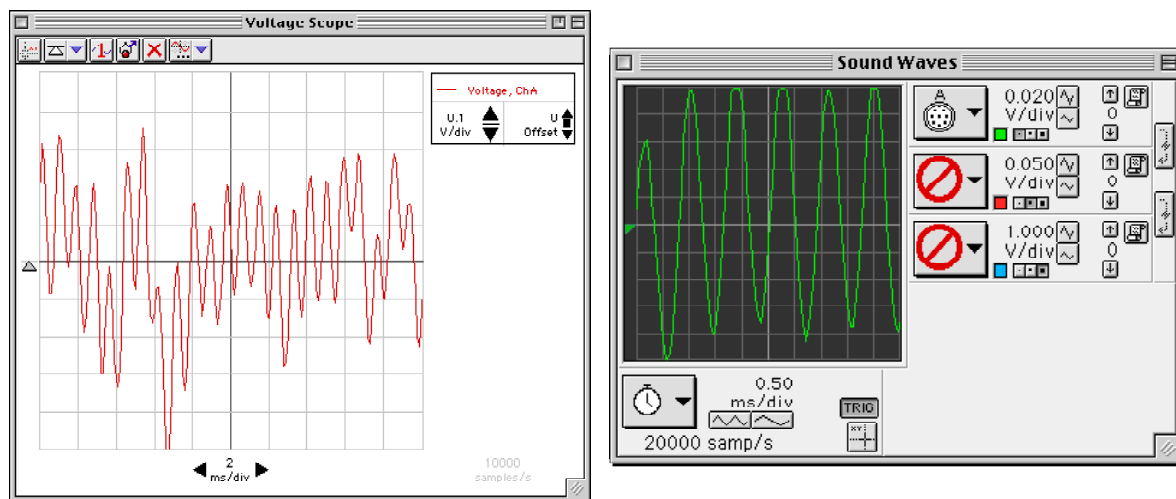 Voltage Scope
Voltage, ChA
0.1
V/div
0
Offset
2
ms/div
10000
samples/s
Sound Waves
A
0.020
V/div
0
0.050
V/div
0
1.000
V/div
0
0.50
ms/div
TRIG
XY
20000 samp/s